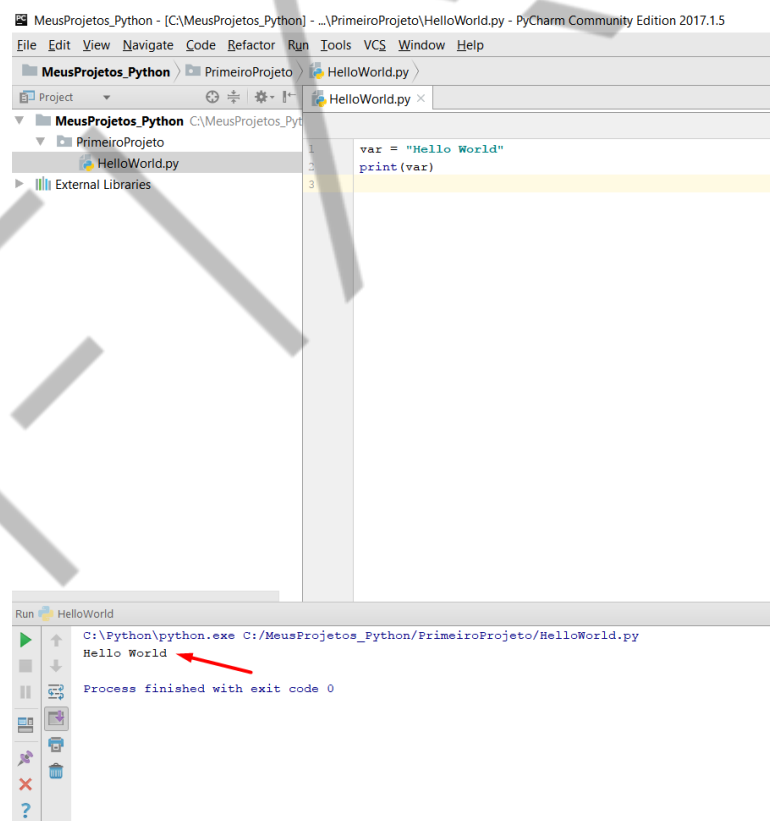 MeusProjetos_Python - [C:\MeusProjetos_Python] - ...\PrimeiroProjeto\HelloWorld.py - PyCharm Community Edition 2017.1.5
File Edit View Navigate Code Refactor Run Tools VCS Window Help
MeusProjetos_Python PrimeiroProjeto HelloWorld.py
Project HelloWorld.py
MeusProjetos_Python C:\MeusProjetos_Pyt
PrimeiroProjeto
HelloWorld.py
External Libraries
1 var = "Hello World"
2 print(var)
3
Run HelloWorld
C:\Python\python.exe C:/MeusProjetos_Python/PrimeiroProjeto/HelloWorld.py
Hello World
Process finished with exit code 0